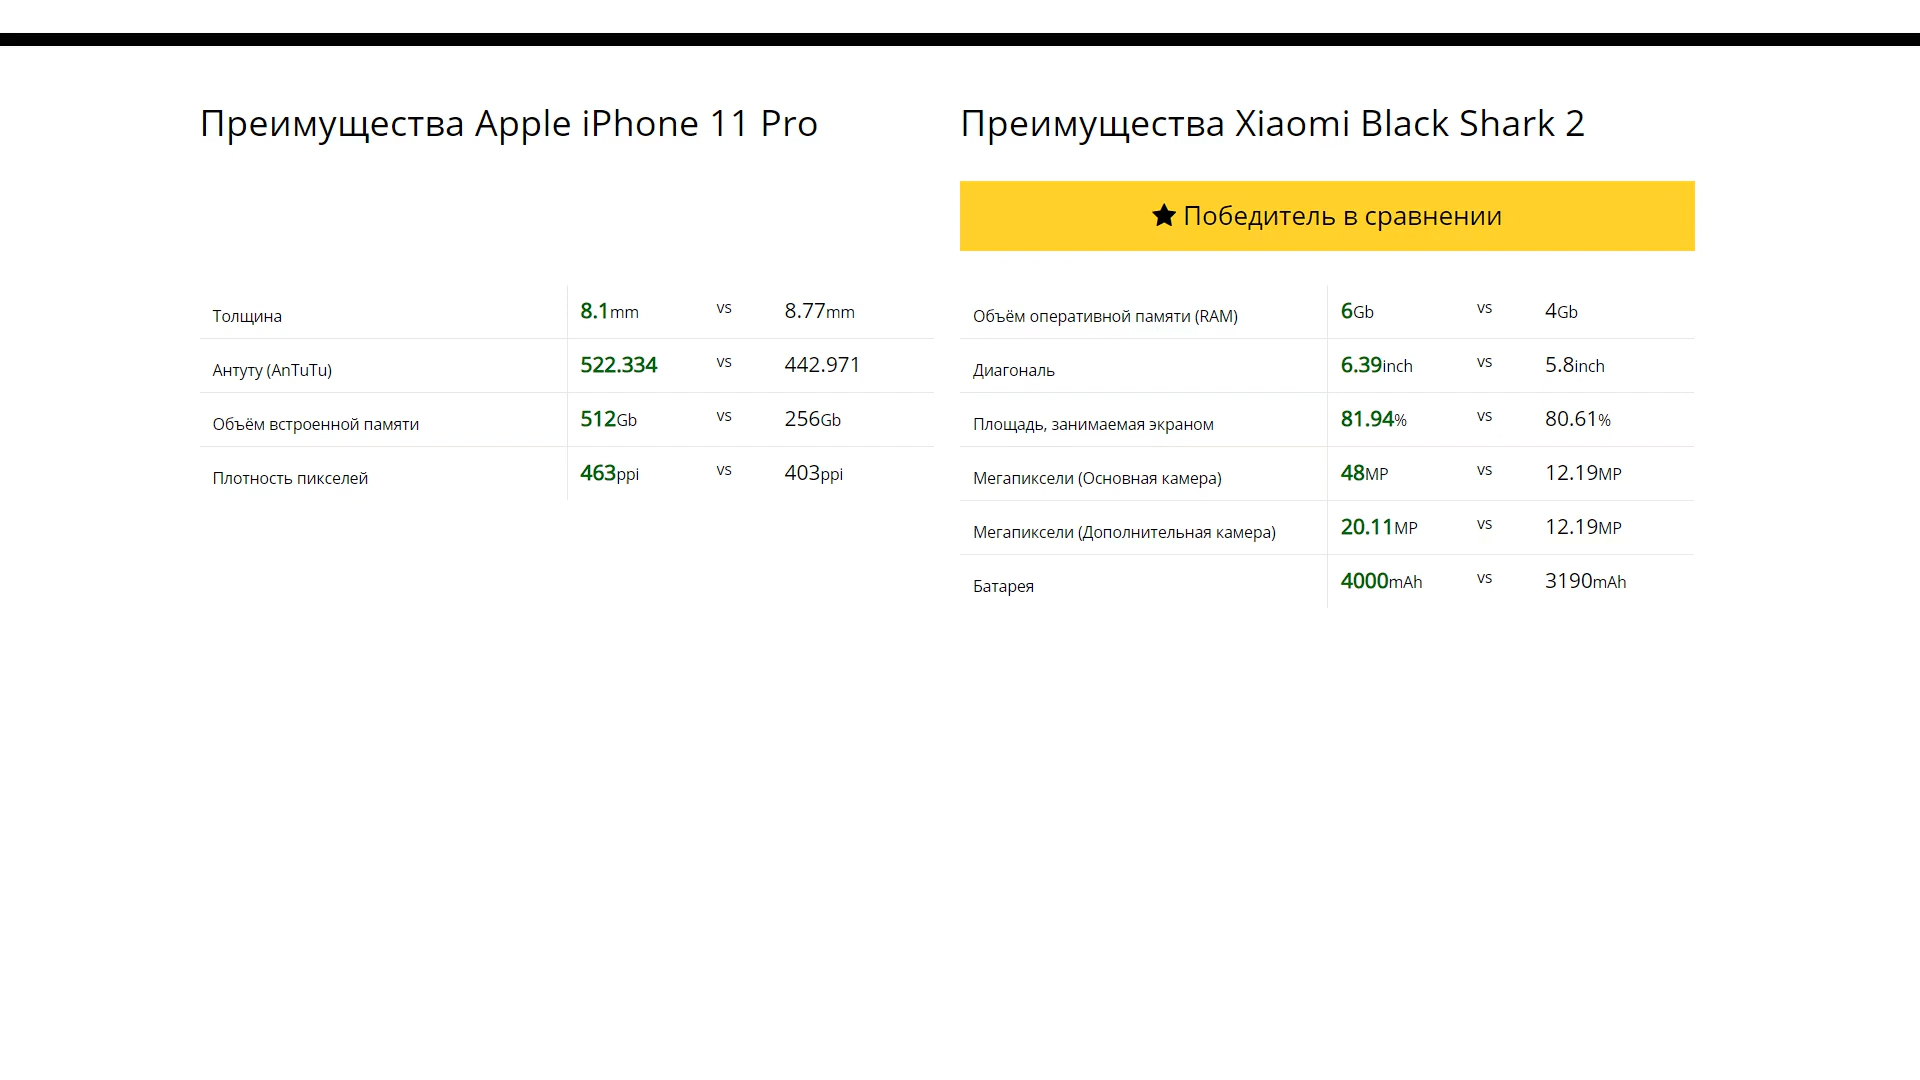 Преимущества Apple iPhone 11 Pro
Толщина 8.1mm vs 8.77mm
Антуту (AnTuTu) 522.334 vs 442.971
Объём встроенной памяти 512Gb vs 256Gb
Плотность пикселей 463ppi vs 403ppi
Преимущества Xiaomi Black Shark 2
Победитель в сравнении
Объём оперативной памяти (RAM) 6Gb vs 4Gb
Диагональ 6.39inch vs 5.8inch
Площадь, занимаемая экраном 81.94% vs 80.61%
Мегапиксели (Основная камера) 48MP vs 12.19MP
Мегапиксели (Дополнительная камера) 20.11MP vs 12.19MP
Батарея 4000mAh vs 3190mAh